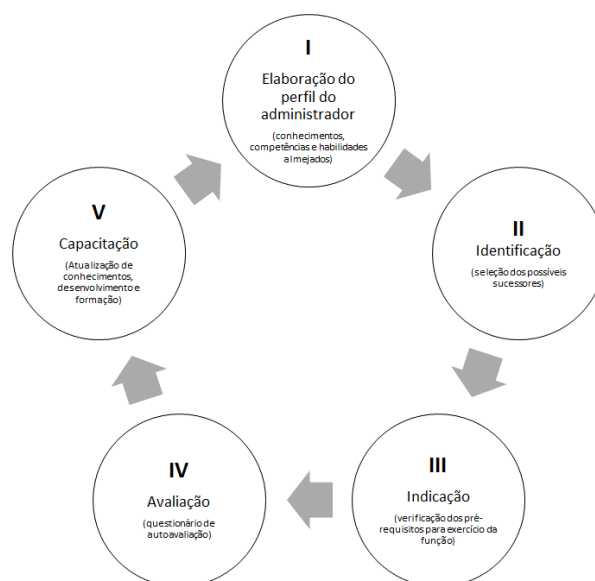 I
Elaboração do
perfil do
administrador
(conhecimentos,
competências e habilidades
almejados)
II
Identificação
(seleção dos possíveis
sucessores)
III
Indicação
(verificação dos pré-
requisitos para exercício da
função)
IV
Avaliação
(questionário de
autoavaliação)
V
Capacitação
(Atualização de
conhecimentos,
desenvolvimento e
formação)